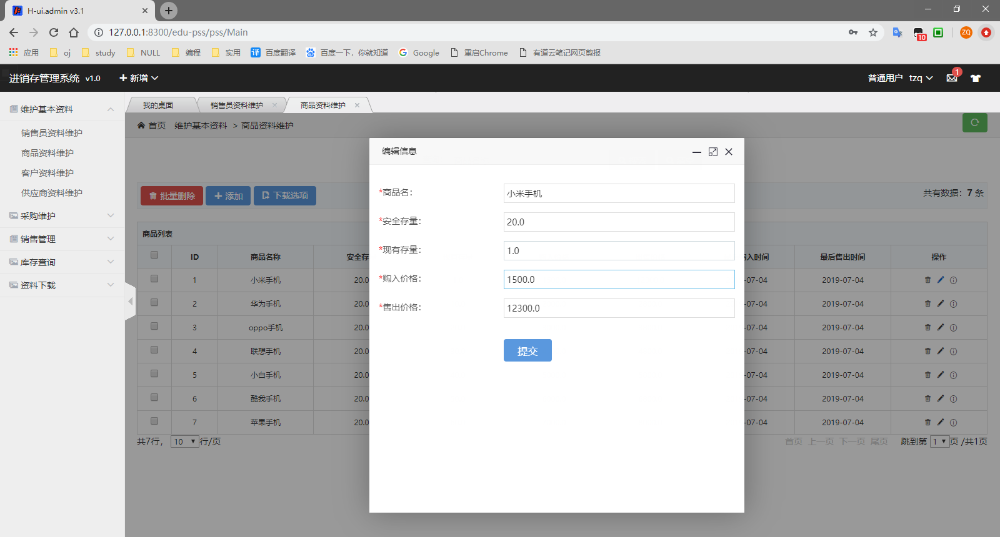 H-ui.admin v3.1
127.0.0.1:8300/edu-pss/pss/Main
ZQ
10
应用 oj study NULL 编程 实用 译 百度翻译 百度一下，你就知道 Google 重启Chrome 有道云笔记网页剪报
进销存管理系统 v1.0 新增 普通用户 tzq 1
维护基本资料
销售员资料维护
商品资料维护
客户资料维护
供应商资料维护
采购维护
销售管理
库存查询
资料下载
我的桌面 销售员资料维护 商品资料维护
首页 维护基本资料 > 商品资料维护
批量删除 添加 下载选项 共有数据：7 条
商品列表
ID 商品名称 安全存 入时间 最后售出时间 操作
1 小米手机 20.0 -07-04 2019-07-04
2 华为手机 20.0 -07-04 2019-07-04
3 oppo手机 20.0 -07-04 2019-07-04
4 联想手机 20.0 -07-04 2019-07-04
5 小白手机 20.0 -07-04 2019-07-04
6 酷我手机 20.0 -07-04 2019-07-04
7 苹果手机 20.0 -07-04 2019-07-04
共7行， 10 行/页 首页 上一页 下一页 尾页 跳到第 1 页 /共1页
编辑信息
*商品名： 小米手机
*安全存量： 20.0
*现有存量： 1.0
*购入价格： 1500.0
*售出价格： 12300.0
提交